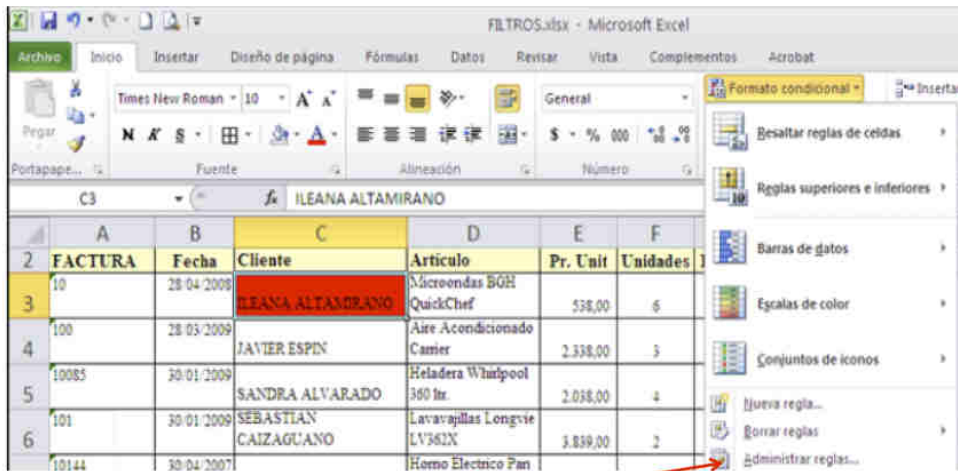 FILTROS.xlsx - Microsoft Excel
Archivo Inicio Insertar Diseño de página Fórmulas Datos Revisar Vista Complementos Acrobat
Pegar
Times New Roman 10 A A
N K S A
General
$ % 000
Portapape... Fuente Alineación Número
Formato condicional
Inserta
Resaltar reglas de celdas
Reglas superiores e inferiores
Barras de datos
Escalas de color
Conjuntos de iconos
Nueva regla...
Borrar reglas
Administrar reglas...
C3 fx ILEANA ALTAMIRANO
A B C D E F
2 FACTURA Fecha Cliente Artículo Pr. Unit Unidades
3 10 28/04/2008 ILEANA ALTAMIRANO Microondas BGH QuickChef 538,00 6
4 100 28/03/2009 JAVIER ESPIN Aire Acondicionado Carrier 2.338,00 3
5 10085 30/01/2009 SANDRA ALVARADO Heladera Whirlpool 360 ltr. 2.038,00 4
6 101 30/01/2009 SEBASTIAN CAIZAGUANO Lavavajillas Longvie LV362X 3.839,00 2
10144 30/04/2007 Horno Electrico Pan